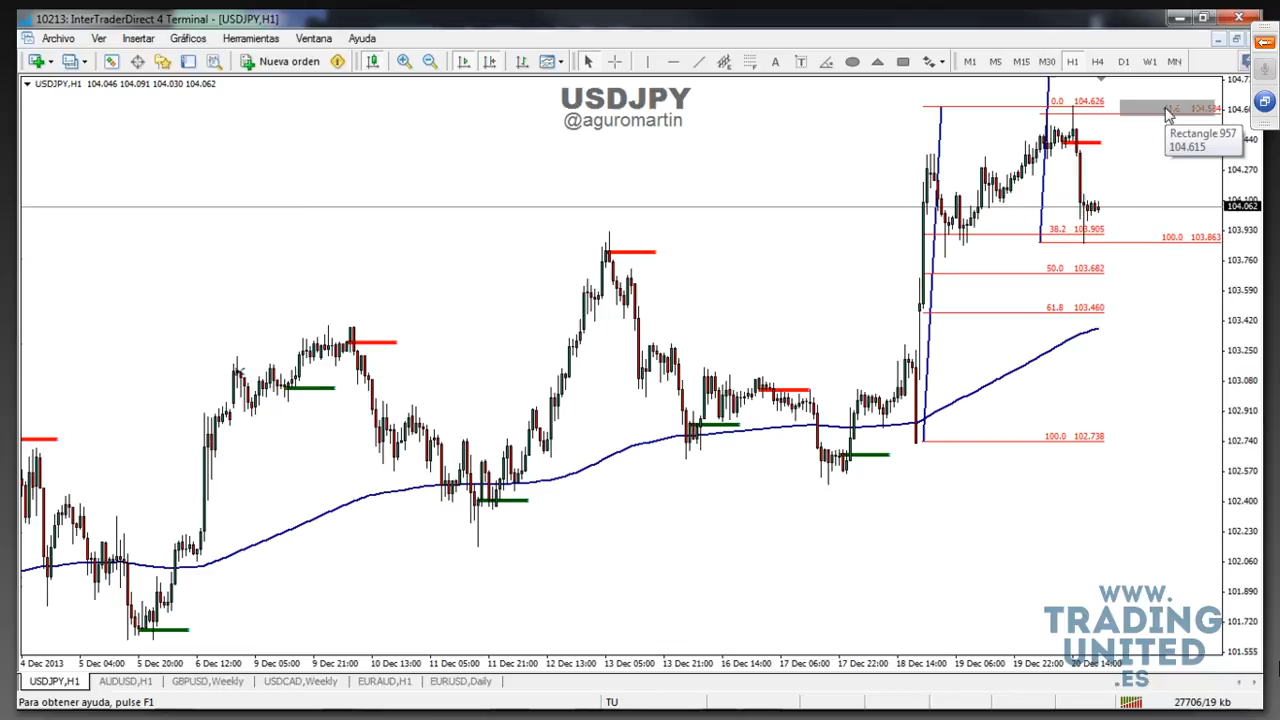 10213: InterTraderDirect 4 Terminal - [USDJPY,H1]
Archivo Ver Insertar Gráficos Herramientas Ventana Ayuda
Nueva orden
M1 M5 M15 M30 H1 H4 D1 W1 MN
USDJPY,H1 104.046 104.091 104.030 104.062
USDJPY
@aguromartin
0.0 104.626
Rectangle 957
104.615
38.2 103.905
100.0 103.863
50.0 103.682
61.8 103.460
100.0 102.738
104.440
104.270
104.062
103.930
103.760
103.590
103.420
103.250
103.080
102.910
102.740
102.570
102.400
102.230
102.060
101.890
101.720
101.555
WWW.
TRADING
UNITED
.ES
4 Dec 2013 5 Dec 04:00 5 Dec 20:00 6 Dec 12:00 9 Dec 05:00 9 Dec 21:00 10 Dec 13:00 11 Dec 05:00 11 Dec 21:00 12 Dec 13:00 13 Dec 05:00 13 Dec 21:00 16 Dec 14:00 17 Dec 06:00 17 Dec 22:00 18 Dec 14:00 19 Dec 06:00 19 Dec 22:00 20 Dec 14:00
USDJPY,H1 AUDUSD,H1 GBPUSD,Weekly USDCAD,Weekly EURAUD,H1 EURUSD,Daily
Para obtener ayuda, pulse F1 TU 27706/19 kb